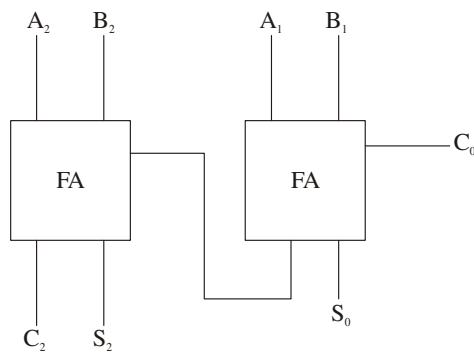 A₂ B₂ A₁ B₁
C₀
FA FA
S₀
C₂ S₂